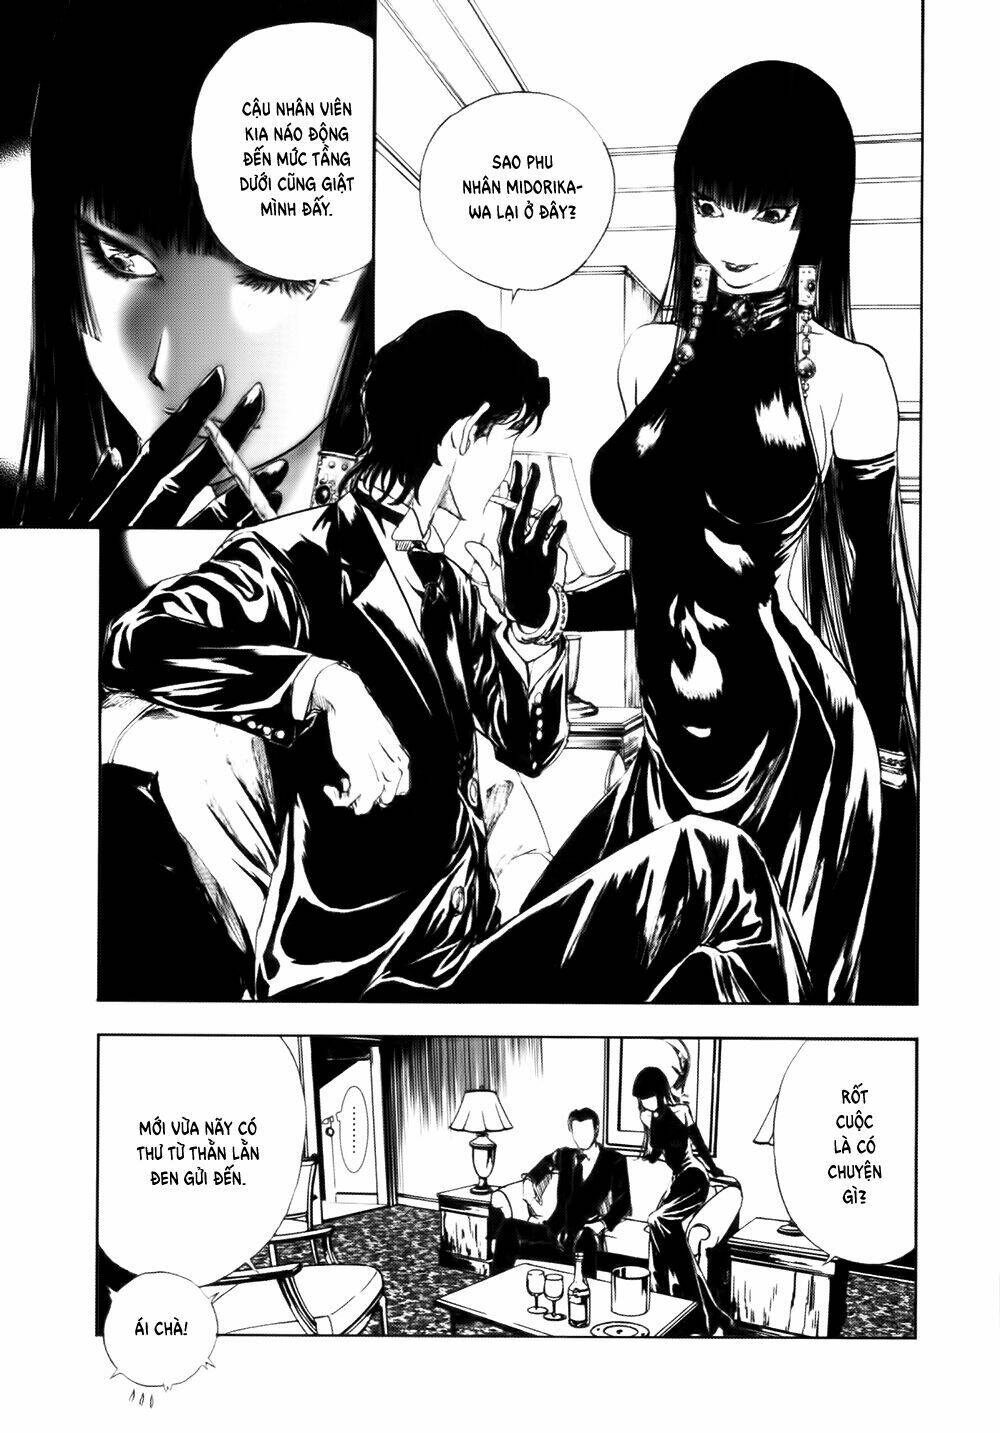 SAO PHU
NHÂN MIDORIKA-
WA LẠI Ở ĐÂY?
CẬU NHÂN VIÊN
KIA NÁO ĐỘNG
ĐẾN MỨC TẦNG
DƯỚI CŨNG GIẬT
MÌNH ĐẤY.
RỐT
CUỘC
LÀ CÓ
CHUYỆN
GÌ?
.........
MỚI VỪA NÃY CÓ
THƯ TỪ THẰN LẰN
ĐEN GỬI ĐẾN.
ÁI CHÀ!